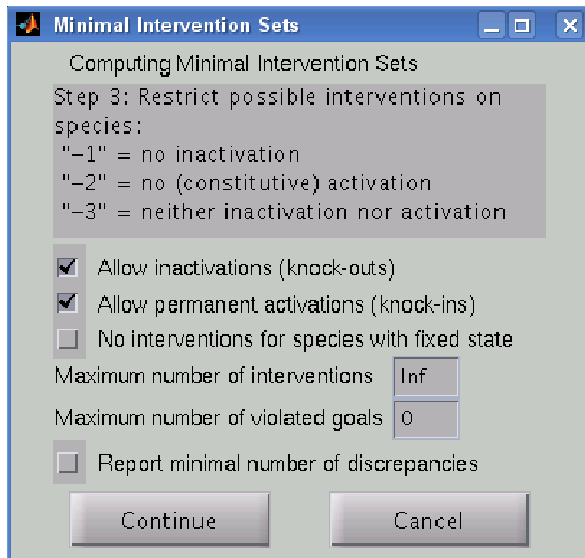 Minimal Intervention Sets
Computing Minimal Intervention Sets
Step 3: Restrict possible interventions on
species:
"-1" = no inactivation
"-2" = no (constitutive) activation
"-3" = neither inactivation nor activation
Allow inactivations (knock-outs)
Allow permanent activations (knock-ins)
No interventions for species with fixed state
Maximum number of interventions Inf
Maximum number of violated goals 0
Report minimal number of discrepancies
Continue Cancel